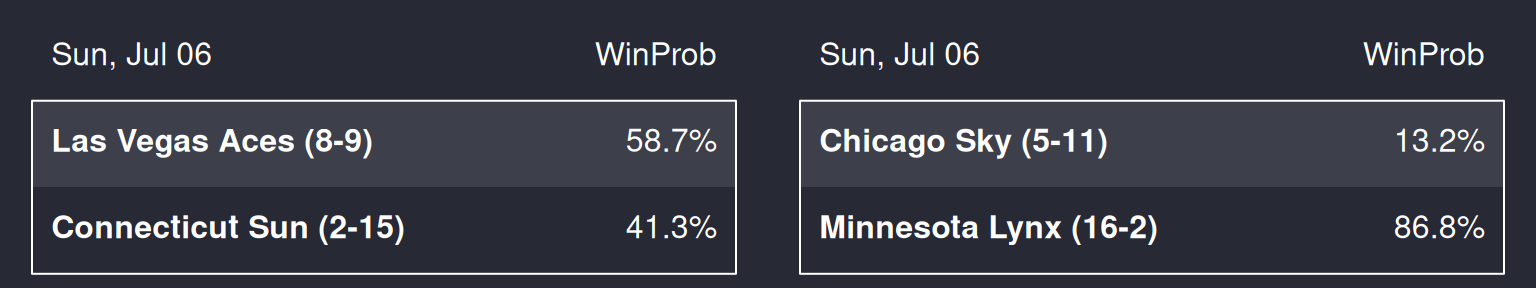 Sun, Jul 06 WinProb
Las Vegas Aces (8-9) 58.7%
Connecticut Sun (2-15) 41.3%
Sun, Jul 06 WinProb
Chicago Sky (5-11) 13.2%
Minnesota Lynx (16-2) 86.8%